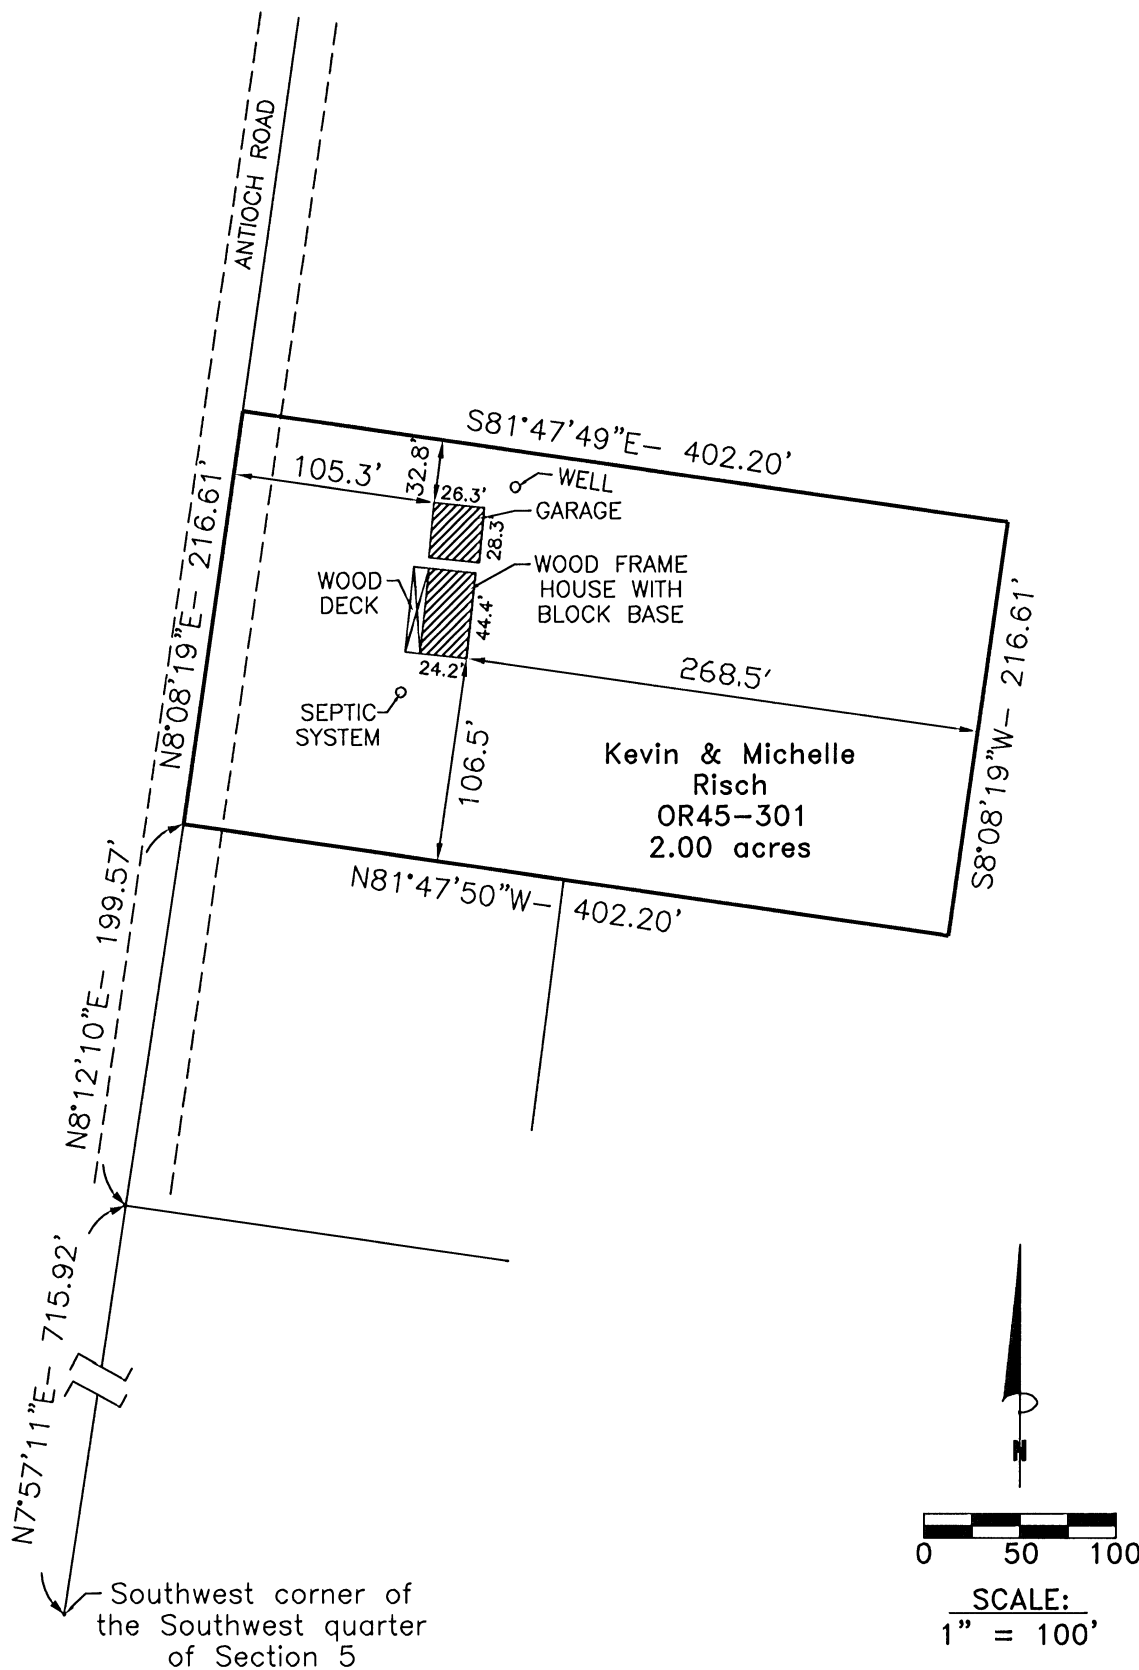 ANTIOCH ROAD
S81°47'49"E- 402.20'
N8°08'19"E- 216.61'
105.3'
32.8'
26.3'
WELL
GARAGE
28.3'
WOOD FRAME
HOUSE WITH
BLOCK BASE
WOOD
DECK
44.4'
24.2'
268.5'
SEPTIC
SYSTEM
106.5'
S8°08'19"W- 216.61'
Kevin & Michelle
Risch
OR45-301
2.00 acres
N81°47'50"W- 402.20'
N8°12'10"E- 199.57'
N7°57'11"E- 715.92'
Southwest corner of
the Southwest quarter
of Section 5
N
0 50 100
SCALE:
1" = 100'